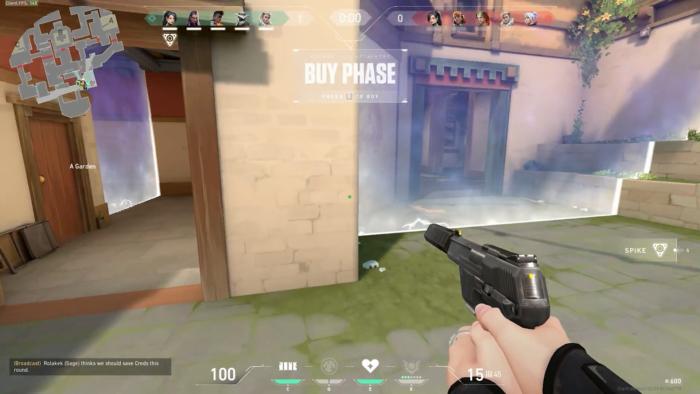 0:00
0
BUY PHASE
A Garden
SPIKE
(Broadcast) Rolakek (Sage) thinks we should save Creds this
round.
100
15
45
C
Q
E
X
600